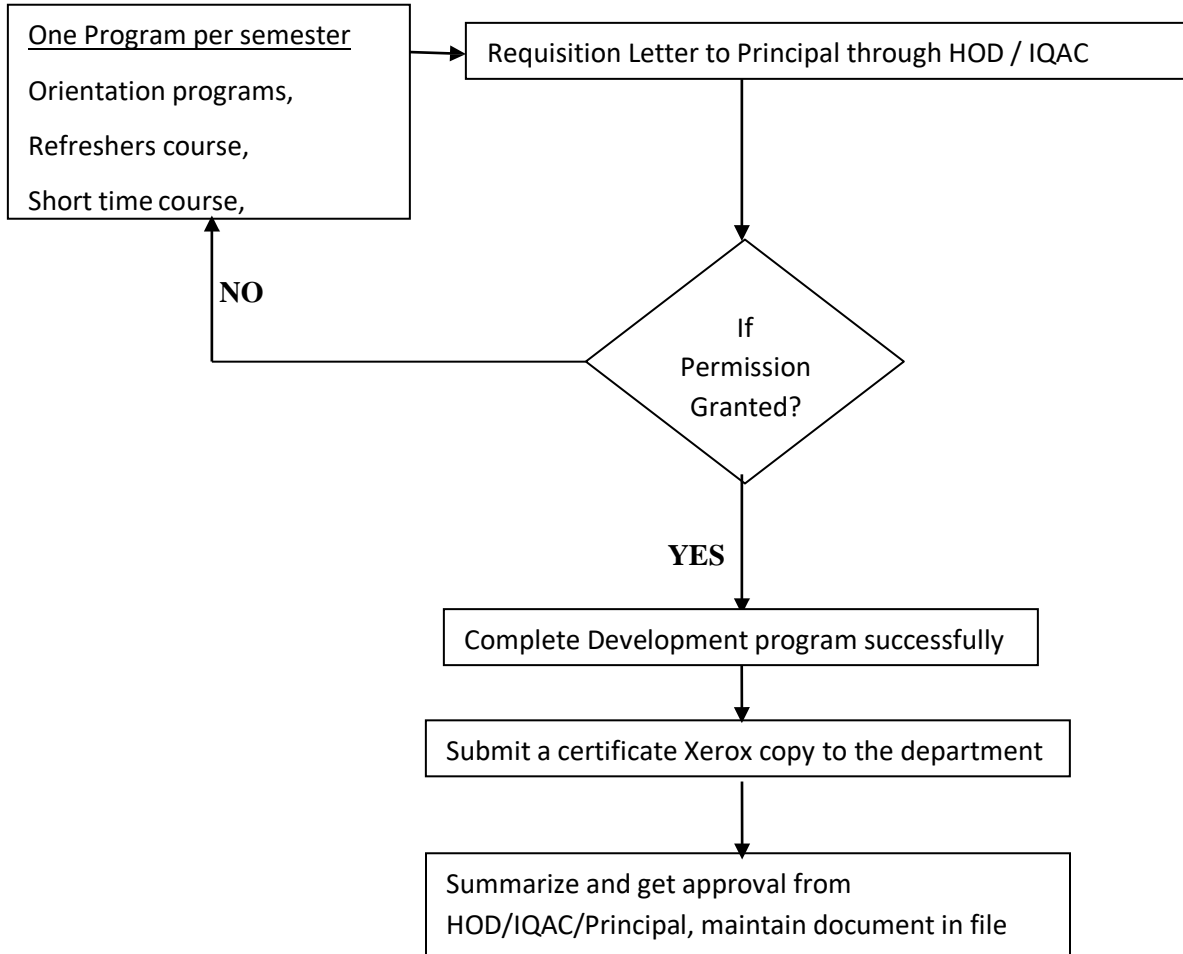 One Program per semester
Orientation programs,
Refreshers course,
Short time course,
Requisition Letter to Principal through HOD / IQAC
NO
If
Permission
Granted?
YES
Complete Development program successfully
Submit a certificate Xerox copy to the department
Summarize and get approval from
HOD/IQAC/Principal, maintain document in file